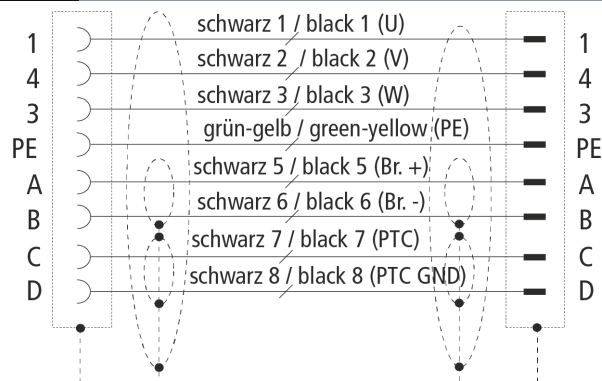 1 schwarz 1 / black 1 (U) 1
4 schwarz 2 / black 2 (V) 4
3 schwarz 3 / black 3 (W) 3
PE grün-gelb / green-yellow (PE) PE
A schwarz 5 / black 5 (Br. +) A
B schwarz 6 / black 6 (Br. -) B
C schwarz 7 / black 7 (PTC) C
D schwarz 8 / black 8 (PTC GND) D